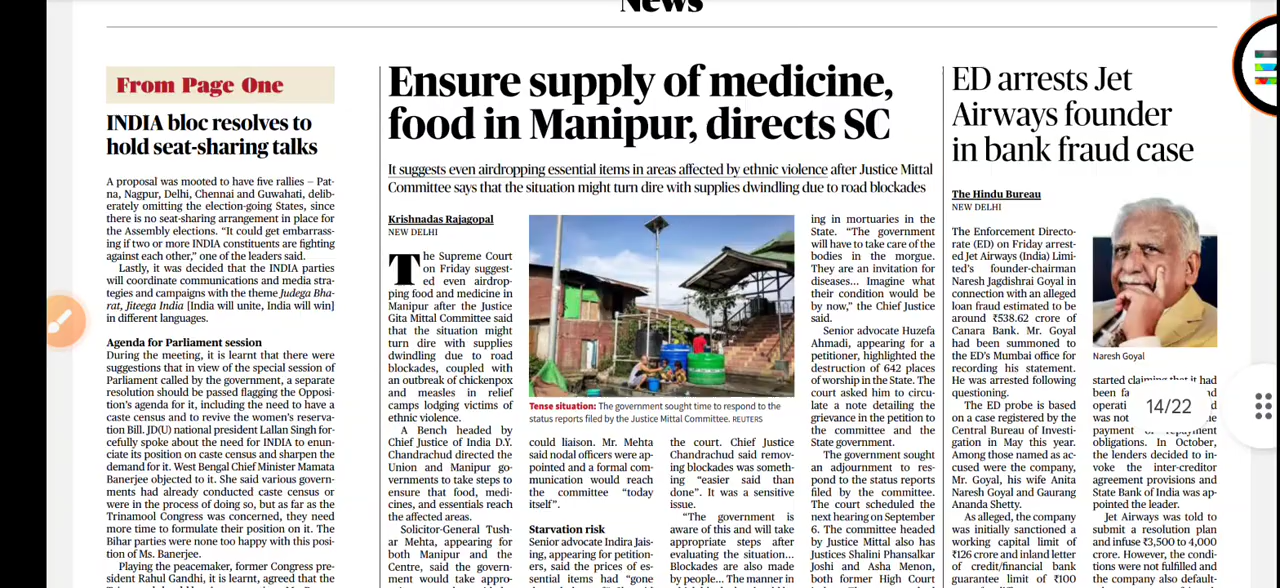 News
From Page One
INDIA bloc resolves to
hold seat-sharing talks
A proposal was mooted to have five rallies – Pat-
na, Nagpur, Delhi, Chennai and Guwahati, delib-
erately omitting the election-going States, since
there is no seat-sharing arrangement in place for
the Assembly elections. “It could get embarrass-
ing if two or more INDIA constituents are fighting
against each other,” one of the leaders said.
Lastly, it was decided that the INDIA parties
will coordinate communications and media stra-
tegies and campaigns with the theme Judega Bha-
rat, Jiteega India [India will unite, India will win]
in different languages.
Agenda for Parliament session
During the meeting, it is learnt that there were
suggestions that in view of the special session of
Parliament called by the government, a separate
resolution should be passed flagging the Opposi-
tion’s agenda for it, including the need to have a
caste census and to revive the women’s reserva-
tion Bill. JD(U) national president Lallan Singh for-
cefully spoke about the need for INDIA to enun-
ciate its position on caste census and sharpen the
demand for it. West Bengal Chief Minister Mamata
Banerjee objected to it. She said various govern-
ments had already conducted caste census or
were in the process of doing so, but as far as the
Trinamool Congress was concerned, they need
more time to formulate their position on it. The
Bihar parties were none too happy with this posi-
tion of Ms. Banerjee.
Playing the peacemaker, former Congress pre-
sident Rahul Gandhi, it is learnt, agreed that the
Ensure supply of medicine,
food in Manipur, directs SC
It suggests even airdropping essential items in areas affected by ethnic violence after Justice Mittal
Committee says that the situation might turn dire with supplies dwindling due to road blockades
Krishnadas Rajagopal
NEW DELHI
The Supreme Court
on Friday suggest-
ed even airdrop-
ping food and medicine in
Manipur after the Justice
Gita Mittal Committee said
that the situation might
turn dire with supplies
dwindling due to road
blockades, coupled with
an outbreak of chickenpox
and measles in relief
camps lodging victims of
ethnic violence.
A Bench headed by
Chief Justice of India D.Y.
Chandrachud directed the
Union and Manipur go-
vernments to take steps to
ensure that food, medi-
cines, and essentials reach
the affected areas.
Solicitor-General Tush-
ar Mehta, appearing for
both Manipur and the
Centre, said the govern-
ment would take appro-
Tense situation: The government sought time to respond to the
status reports filed by the Justice Mittal Committee. REUTERS
could liaison. Mr. Mehta
said nodal officers were ap-
pointed and a formal com-
munication would reach
the committee “today
itself”.
Starvation risk
Senior advocate Indira Jais-
ing, appearing for petition-
ers, said the prices of es-
sential items had “gone
the court. Chief Justice
Chandrachud said remov-
ing blockades was someth-
ing “easier said than
done”. It was a sensitive
issue.
“The government is
aware of this and will take
appropriate steps after
evaluating the situation...
Blockades are also made
by people... The manner in
ing in mortuaries in the
State. “The government
will have to take care of the
bodies in the morgue.
They are an invitation for
diseases... Imagine what
their condition would be
by now,” the Chief Justice
said.
Senior advocate Huzefa
Ahmadi, appearing for a
petitioner, highlighted the
destruction of 642 places
of worship in the State. The
court asked him to circu-
late a note detailing the
grievance in the petition to
the committee and the
State government.
The government sought
an adjournment to res-
pond to the status reports
filed by the committee.
The court scheduled the
next hearing on September
6. The committee headed
by Justice Mittal also has
Justices Shalini Phansalkar
Joshi and Asha Menon,
both former High Court
ED arrests Jet
Airways founder
in bank fraud case
The Hindu Bureau
NEW DELHI
The Enforcement Directo-
rate (ED) on Friday arrest-
ed Jet Airways (India) Limi-
ted’s founder-chairman
Naresh Jagdishrai Goyal in
connection with an alleged
loan fraud estimated to be
around ₹538.62 crore of
Canara Bank. Mr. Goyal
had been summoned to
the ED’s Mumbai office for
recording his statement.
He was arrested following
questioning.
The ED probe is based
on a case registered by the
Central Bureau of Investi-
gation in May this year.
Among those named as ac-
cused were the company,
Mr. Goyal, his wife Anita
Naresh Goyal and Gaurang
Ananda Shetty.
As alleged, the company
was initially sanctioned a
working capital limit of
₹126 crore and inland letter
of credit/financial bank
guarantee limit of ₹100
Naresh Goyal
started claiming that it had
been
operati
was not
payment
obligations. In October,
the lenders decided to in-
voke the inter-creditor
agreement provisions and
State Bank of India was ap-
pointed the leader.
Jet Airways was told to
submit a resolution plan
and infuse ₹3,500 to 4,000
crore. However, the condi-
tions were not fulfilled and
the company also default-
14/22